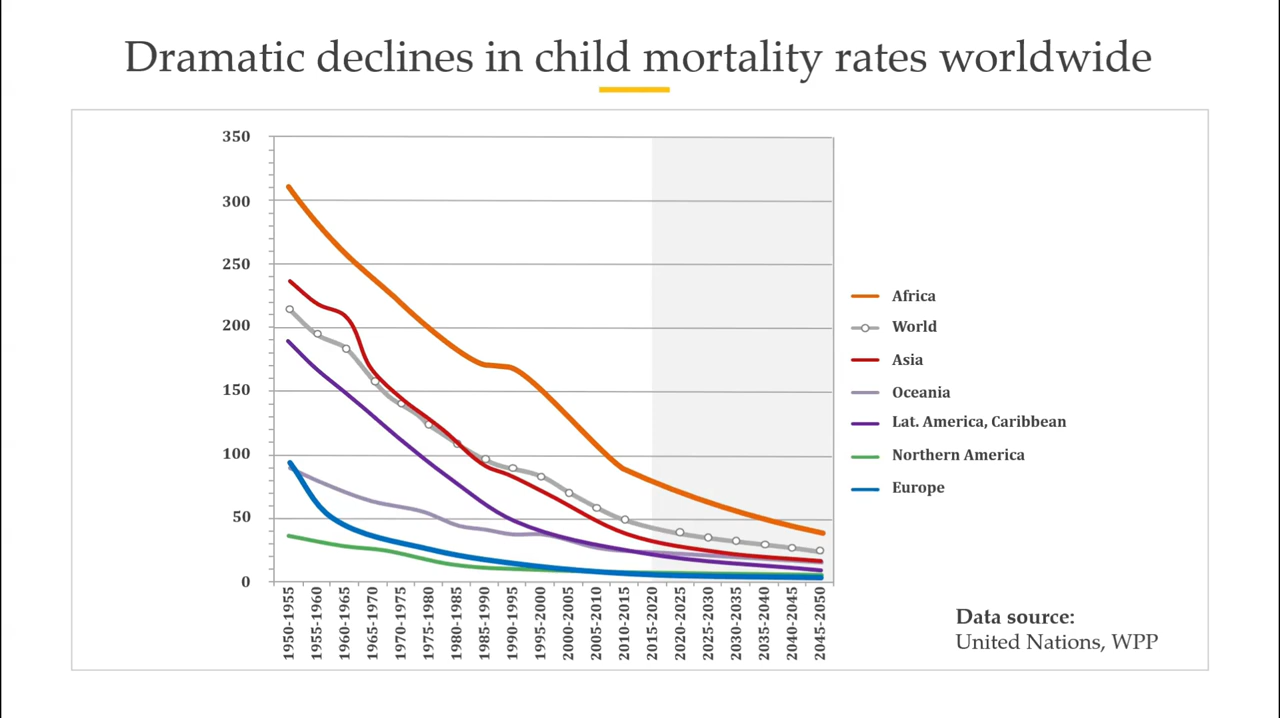 Dramatic declines in child mortality rates worldwide
350
300
250
200
150
100
50
0
1950-1955
1955-1960
1960-1965
1965-1970
1970-1975
1975-1980
1980-1985
1985-1990
1990-1995
1995-2000
2000-2005
2005-2010
2010-2015
2015-2020
2020-2025
2025-2030
2030-2035
2035-2040
2040-2045
2045-2050
Africa
World
Asia
Oceania
Lat. America, Caribbean
Northern America
Europe
Data source:
United Nations, WPP